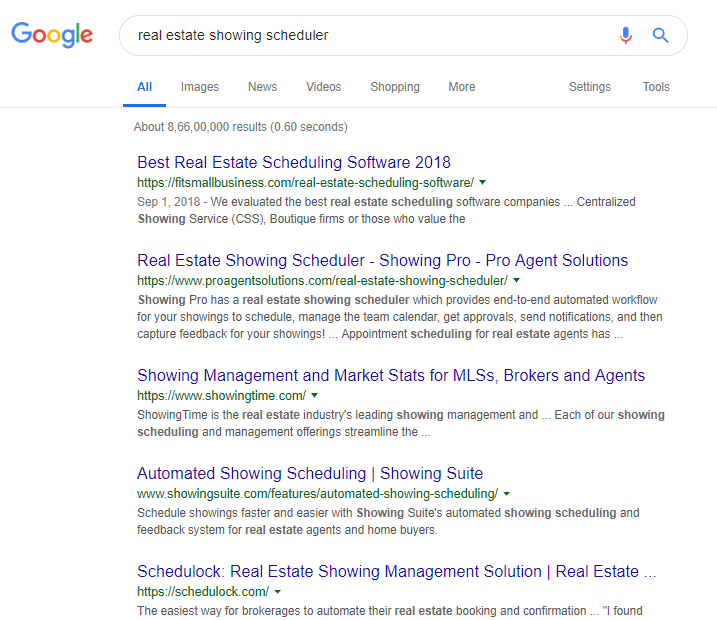 Google
real estate showing scheduler
All Images News Videos Shopping More Settings Tools
About 8,66,00,000 results (0.60 seconds)
Best Real Estate Scheduling Software 2018
https://fitsmallbusiness.com/real-estate-scheduling-software/
Sep 1, 2018 - We evaluated the best real estate scheduling software companies ... Centralized
Showing Service (CSS), Boutique firms or those who value the
Real Estate Showing Scheduler - Showing Pro - Pro Agent Solutions
https://www.proagentsolutions.com/real-estate-showing-scheduler/
Showing Pro has a real estate showing scheduler which provides end-to-end automated workflow
for your showings to schedule, manage the team calendar, get approvals, send notifications, and then
capture feedback for your showings! ... Appointment scheduling for real estate agents has ...
Showing Management and Market Stats for MLSs, Brokers and Agents
https://www.showingtime.com/
ShowingTime is the real estate industry's leading showing management and ... Each of our showing
scheduling and management offerings streamline the ...
Automated Showing Scheduling | Showing Suite
www.showingsuite.com/features/automated-showing-scheduling/
Schedule showings faster and easier with Showing Suite's automated showing scheduling and
feedback system for real estate agents and home buyers.
Schedulock: Real Estate Showing Management Solution | Real Estate ...
https://schedulock.com/
The easiest way for brokerages to automate their real estate booking and confirmation ... "I found